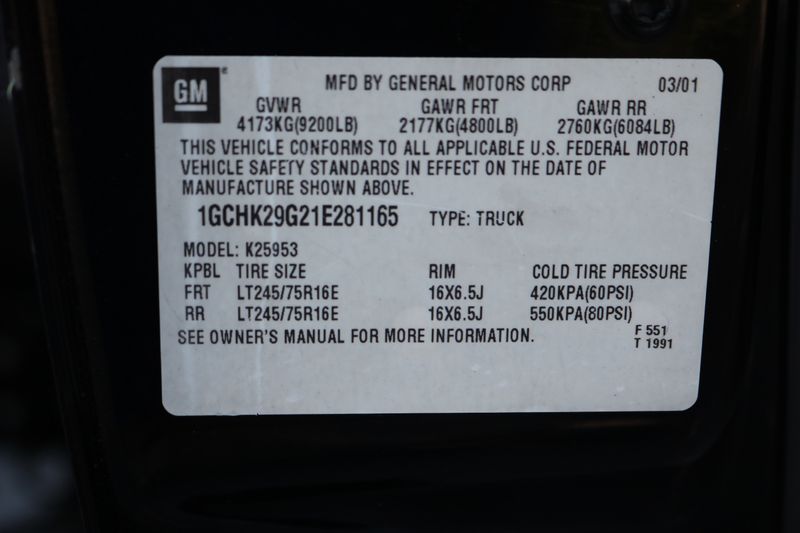 GM
MFD BY GENERAL MOTORS CORP 03/01
GVWR GAWR FRT GAWR RR
4173KG(9200LB) 2177KG(4800LB) 2760KG(6084LB)
THIS VEHICLE CONFORMS TO ALL APPLICABLE U.S. FEDERAL MOTOR
VEHICLE SAFETY STANDARDS IN EFFECT ON THE DATE OF
MANUFACTURE SHOWN ABOVE.
1GCHK29G21E281165 TYPE: TRUCK
MODEL: K25953
KPBL TIRE SIZE RIM COLD TIRE PRESSURE
FRT LT245/75R16E 16X6.5J 420KPA(60PSI)
RR LT245/75R16E 16X6.5J 550KPA(80PSI)
SEE OWNER'S MANUAL FOR MORE INFORMATION.
F 551
T 1991